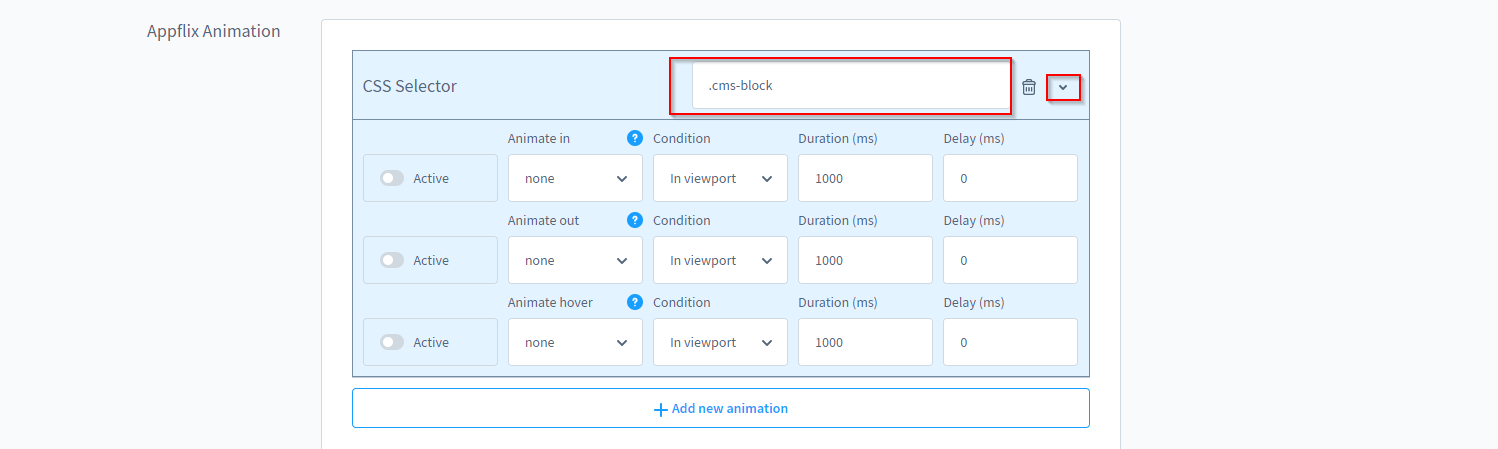 Appflix Animation
CSS Selector .cms-block
Animate in ? Condition Duration (ms) Delay (ms)
Active none In viewport 1000 0
Animate out ? Condition Duration (ms) Delay (ms)
Active none In viewport 1000 0
Animate hover ? Condition Duration (ms) Delay (ms)
Active none In viewport 1000 0
+ Add new animation